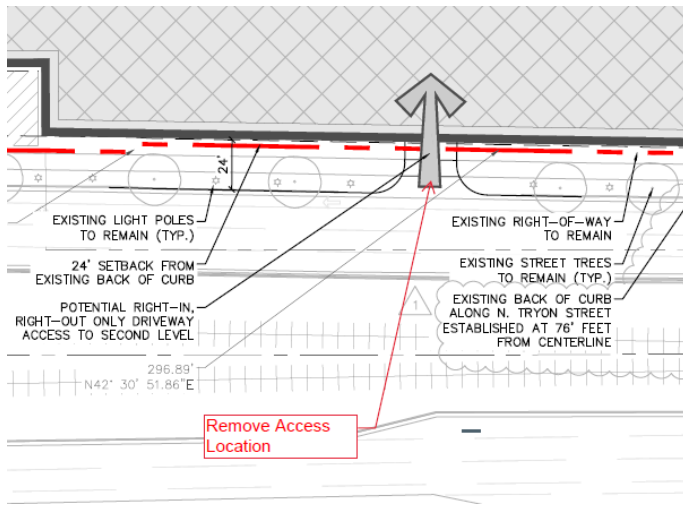 24'
EXISTING LIGHT POLES
TO REMAIN (TYP.)
24' SETBACK FROM
EXISTING BACK OF CURB
POTENTIAL RIGHT-IN,
RIGHT-OUT ONLY DRIVEWAY
ACCESS TO SECOND LEVEL
296.89'
N42° 30' 51.86"E
EXISTING RIGHT-OF-WAY
TO REMAIN
EXISTING STREET TREES
TO REMAIN (TYP.)
EXISTING BACK OF CURB
ALONG N. TRYON STREET
ESTABLISHED AT 76' FEET
FROM CENTERLINE
1
Remove Access
Location